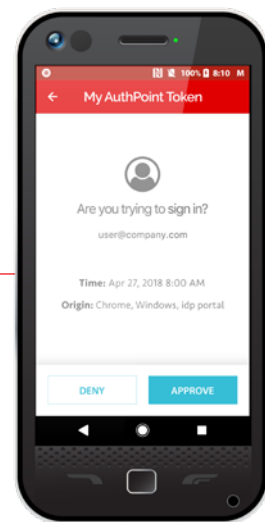 100% 8:10 M
My AuthPoint Token
Are you trying to sign in?
user@company.com
Time: Apr 27, 2018 8:00 AM
Origin: Chrome, Windows, idp portal
DENY APPROVE